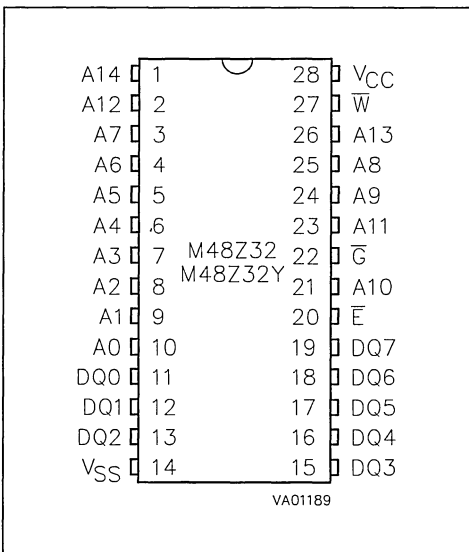 A14 1 28 VCC
A12 2 27 W̅
A7 3 26 A13
A6 4 25 A8
A5 5 24 A9
A4 6 23 A11
A3 7 M48Z32 22 G̅
M48Z32Y
A2 8 21 A10
A1 9 20 E̅
A0 10 19 DQ7
DQ0 11 18 DQ6
DQ1 12 17 DQ5
DQ2 13 16 DQ4
VSS 14 15 DQ3
VA01189